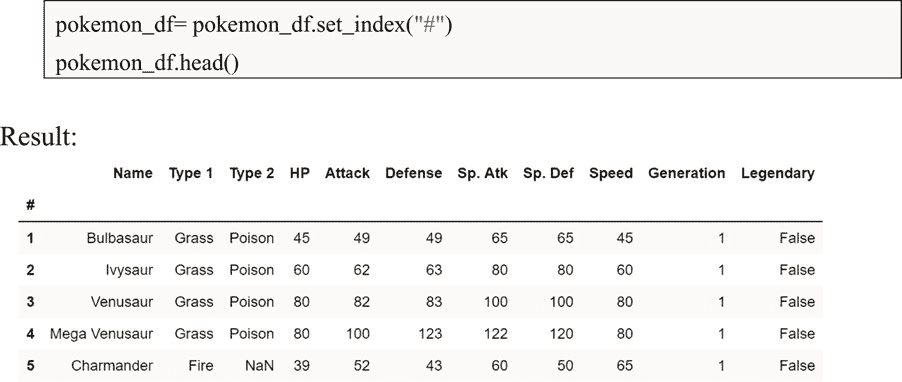 pokemon_df= pokemon_df.set_index("#")
pokemon_df.head()
Result:
Name Type 1 Type 2 HP Attack Defense Sp. Atk Sp. Def Speed Generation Legendary
#
1 Bulbasaur Grass Poison 45 49 49 65 65 45 1 False
2 Ivysaur Grass Poison 60 62 63 80 80 60 1 False
3 Venusaur Grass Poison 80 82 83 100 100 80 1 False
4 Mega Venusaur Grass Poison 80 100 123 122 120 80 1 False
5 Charmander Fire NaN 39 52 43 60 50 65 1 False